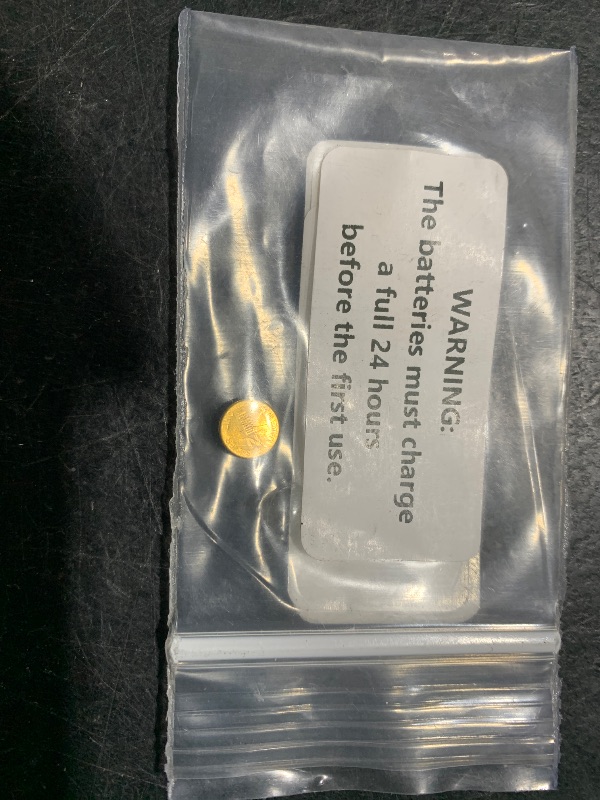 WARNING:
The batteries must charge
a full 24 hours
before the first use.